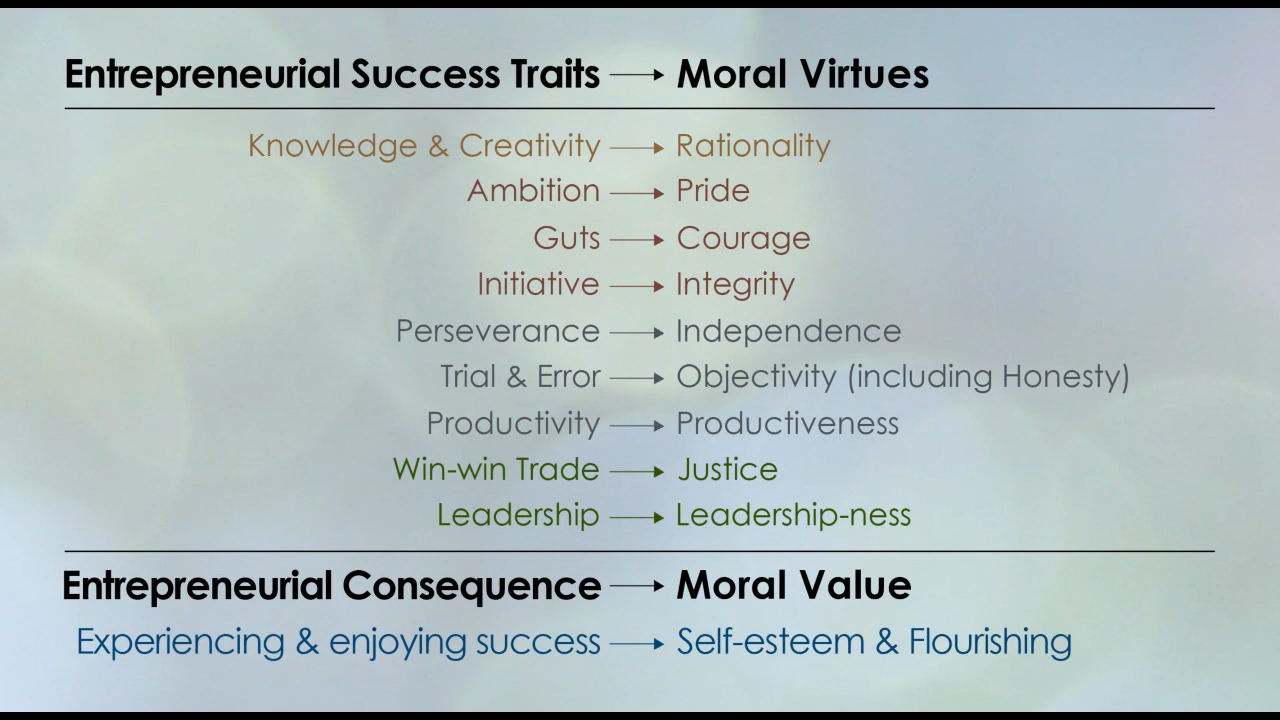 Entrepreneurial Success Traits → Moral Virtues
Knowledge & Creativity → Rationality
Ambition → Pride
Guts → Courage
Initiative → Integrity
Perseverance → Independence
Trial & Error → Objectivity (including Honesty)
Productivity → Productiveness
Win-win Trade → Justice
Leadership → Leadership-ness
Entrepreneurial Consequence → Moral Value
Experiencing & enjoying success → Self-esteem & Flourishing